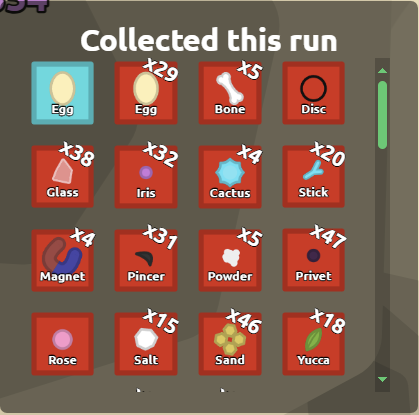 Collected this run
x29 x5
Egg Egg Bone Disc
x38 x32 x4 x20
Glass Iris Cactus Stick
x4 x31 x5 x47
Magnet Pincer Powder Privet
x15 x46 x18
Rose Salt Sand Yucca